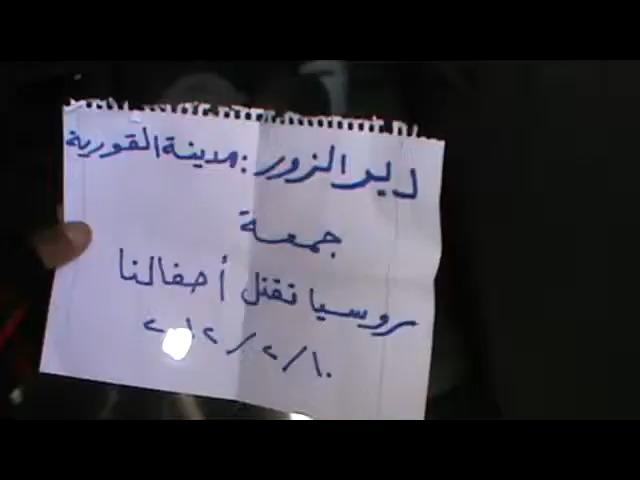 دير الزور : مدينة القورية
جمعة
روسيا تقتل أطفالنا
٢٠١٢/٢/١٠